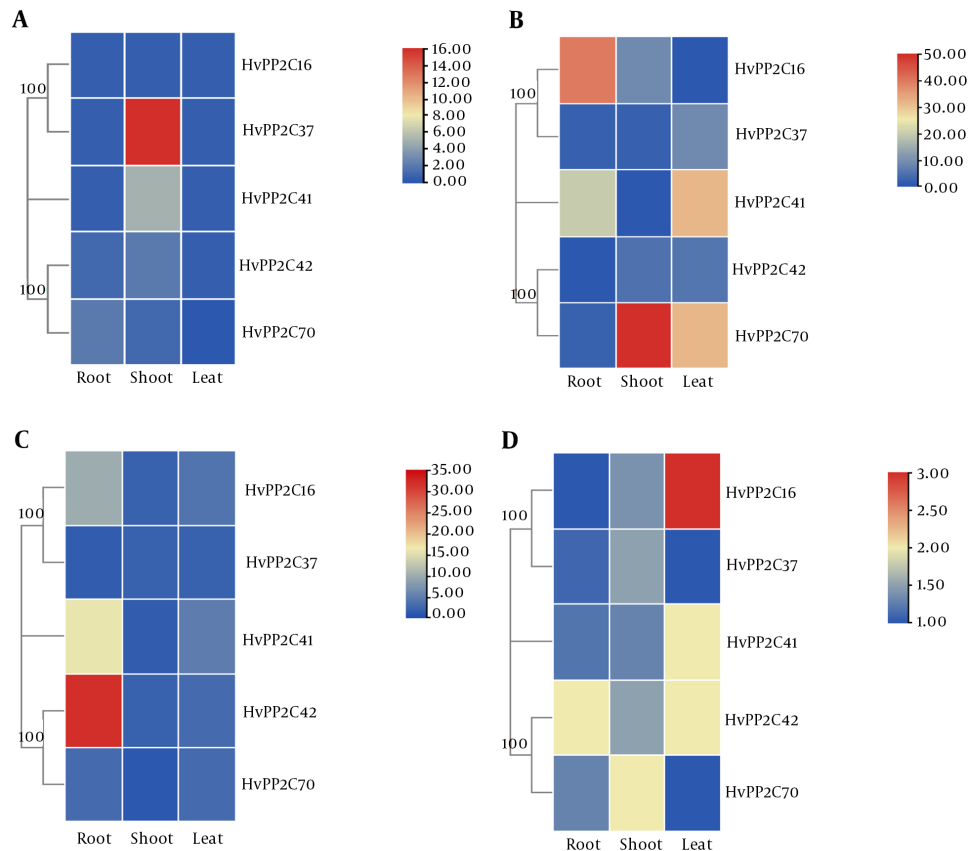 A
B
HvPP2C16
HvPP2C37
HvPP2C41
HvPP2C42
HvPP2C70
100
100
Root Shoot Leat
16.00
14.00
12.00
10.00
8.00
6.00
4.00
2.00
0.00
HvPP2C16
HvPP2C37
HvPP2C41
HvPP2C42
HvPP2C70
100
100
Root Shoot Leat
50.00
40.00
30.00
20.00
10.00
0.00
C
D
HvPP2C16
HvPP2C37
HvPP2C41
HvPP2C42
HvPP2C70
100
100
Root Shoot Leat
35.00
30.00
25.00
20.00
15.00
10.00
5.00
0.00
HvPP2C16
HvPP2C37
HvPP2C41
HvPP2C42
HvPP2C70
100
100
Root Shoot Leat
3.00
2.50
2.00
1.50
1.00